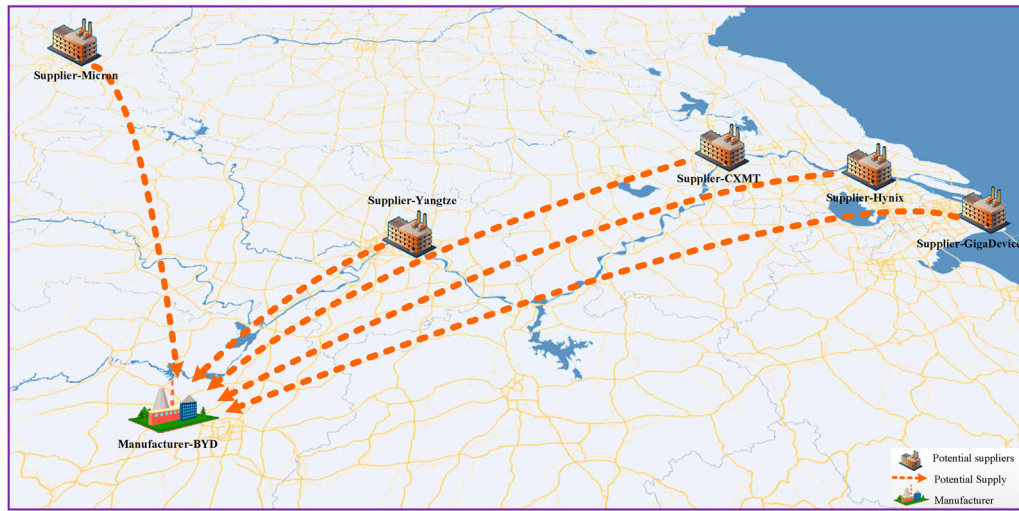 Supplier-Micron
Supplier-CXMT
Supplier-Yangtze
Supplier-Hynix
Supplier-GigaDevice
Manufacturer-BYD
Potential suppliers
Potential Supply
Manufacturer